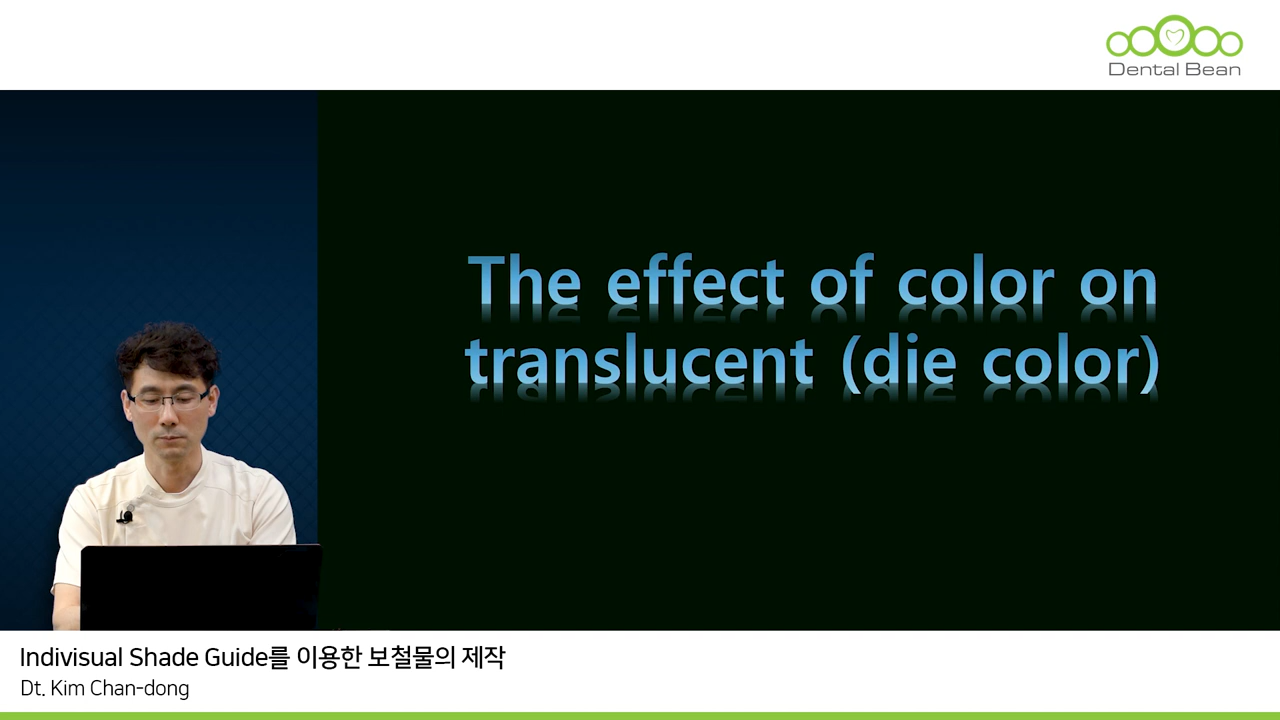 Dental Bean
The effect of color on
translucent (die color)
Indivisual Shade Guide를 이용한 보철물의 제작
Dt. Kim Chan-dong